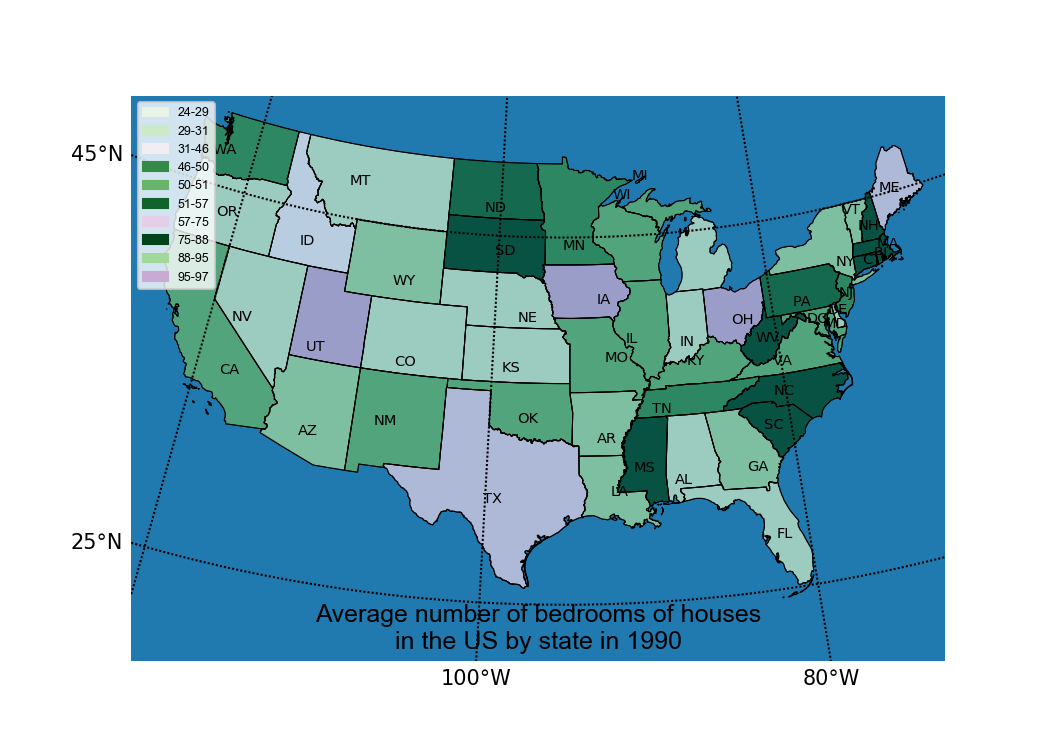 24-29
29-31
31-46
46-50
50-51
51-57
57-75
75-88
88-95
95-97
45°N
25°N
100°W
80°W
WA
OR
CA
NV
ID
MT
WY
UT
AZ
CO
NM
ND
SD
NE
KS
OK
TX
MN
IA
MO
AR
LA
WI
MI
IL
IN
OH
KY
TN
MS
AL
GA
FL
SC
NC
VA
WV
PA
NY
VT
NH
ME
MA
RI
CT
NJ
DE
MD
DC
Average number of bedrooms of houses
in the US by state in 1990